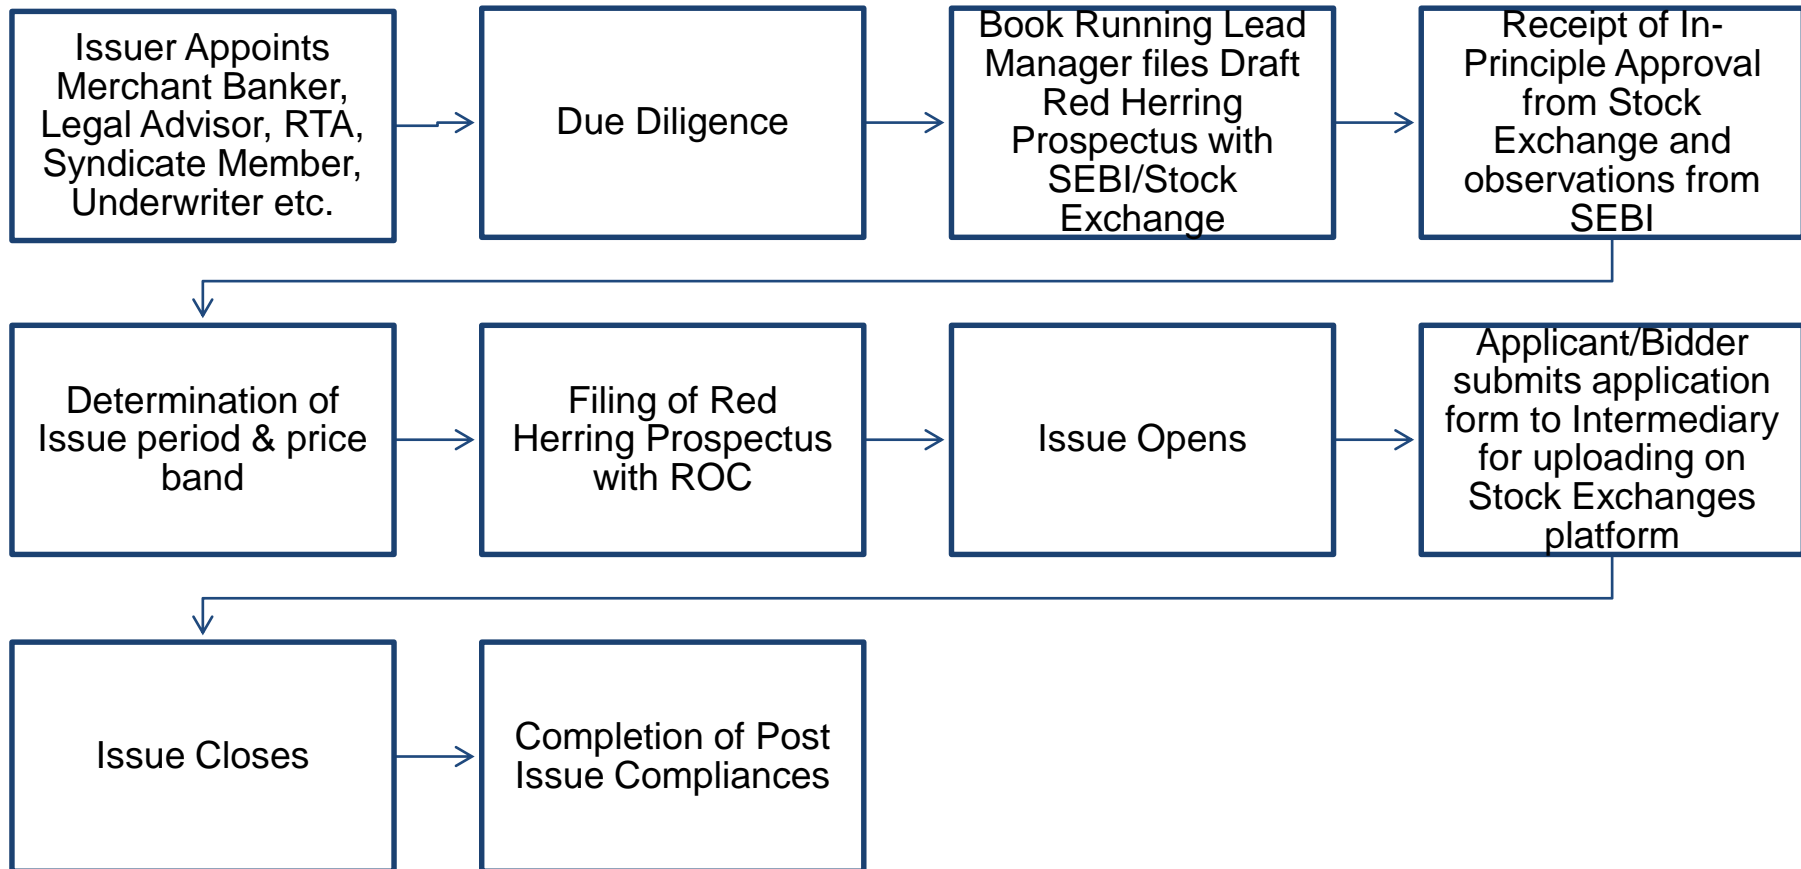 Issuer Appoints
Merchant Banker,
Legal Advisor, RTA,
Syndicate Member,
Underwriter etc.
Due Diligence
Book Running Lead
Manager files Draft
Red Herring
Prospectus with
SEBI/Stock
Exchange
Receipt of In-
Principle Approval
from Stock
Exchange and
observations from
SEBI
Determination of
Issue period & price
band
Filing of Red
Herring Prospectus
with ROC
Issue Opens
Applicant/Bidder
submits application
form to Intermediary
for uploading on
Stock Exchanges
platform
Issue Closes
Completion of Post
Issue Compliances